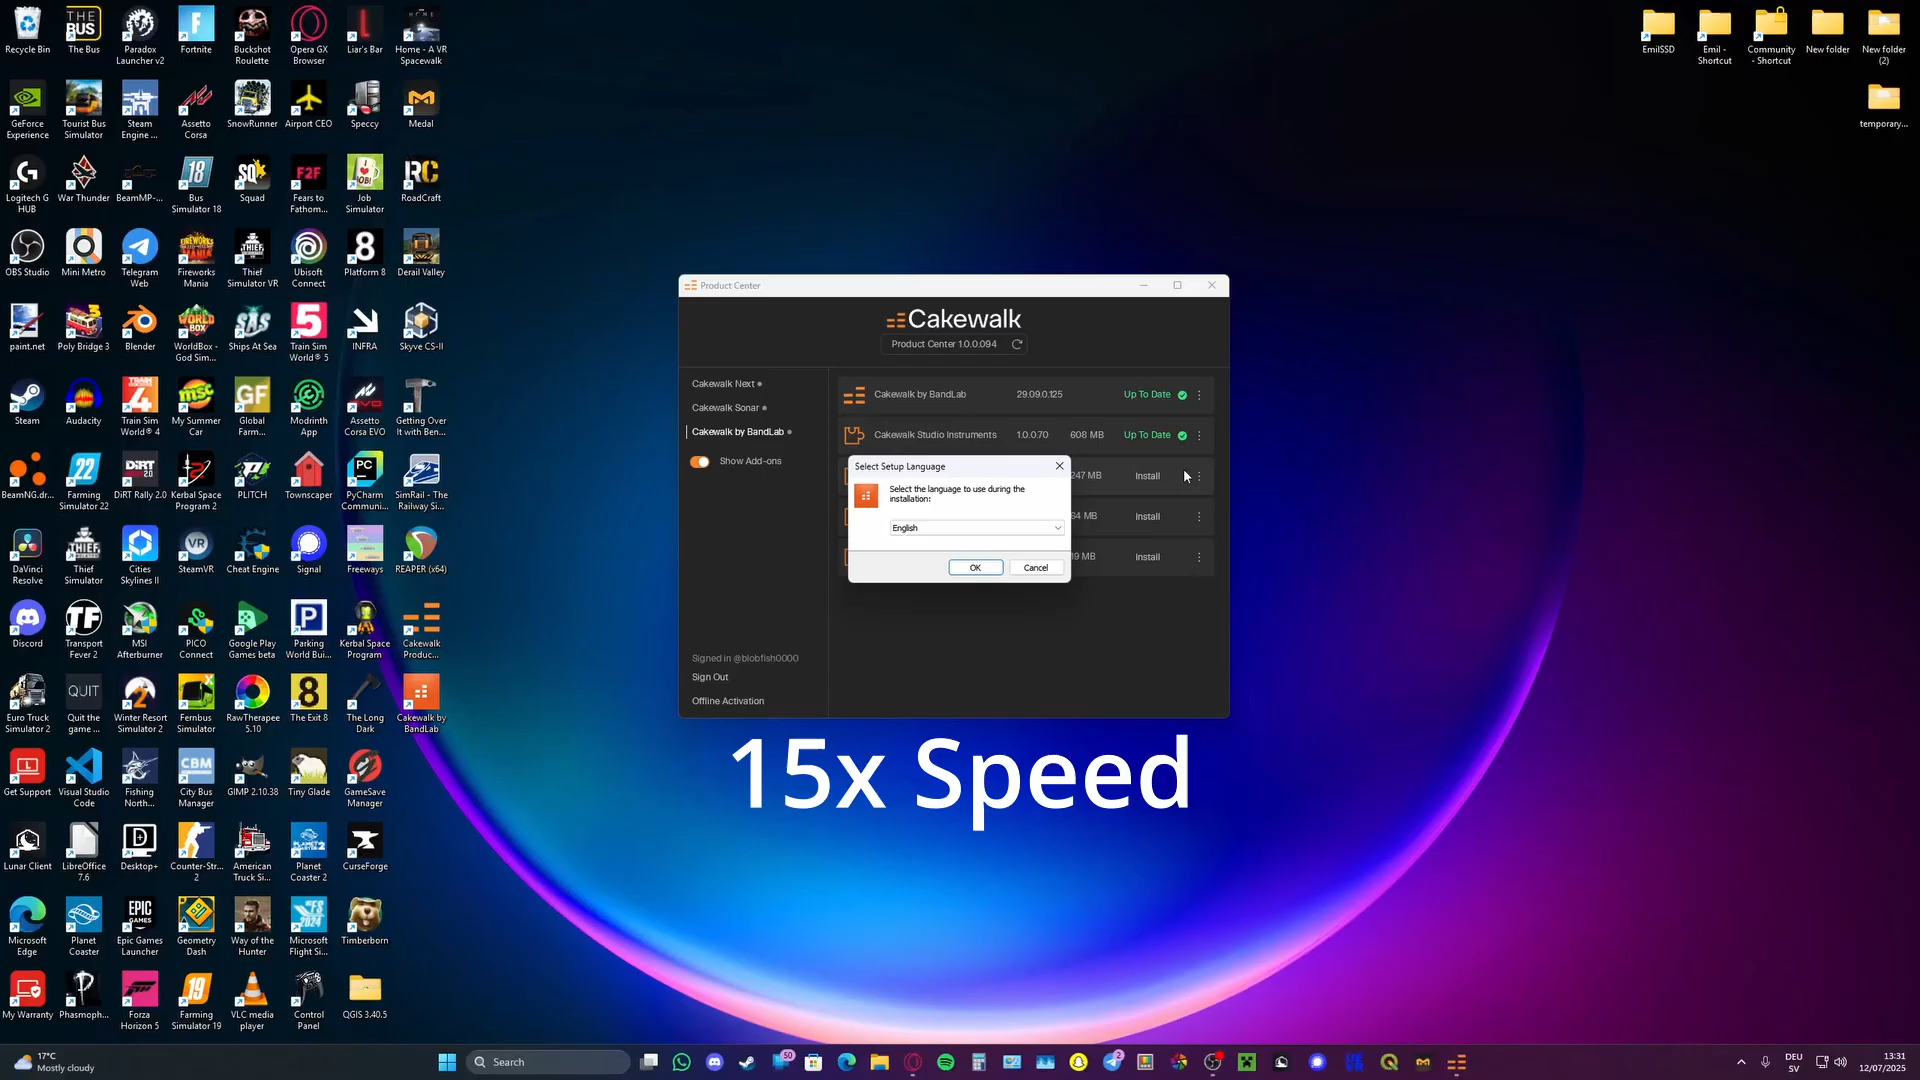 Recycle Bin
The Bus
Paradox Launcher v2
Fortnite
Buckshot Roulette
Opera GX Browser
Liar's Bar
Home - A VR Spacewalk
GeForce Experience
Tourist Bus Simulator
Steam Engine ...
Assetto Corsa
SnowRunner
Airport CEO
Speccy
Medal
Logitech G HUB
War Thunder
BeamMP-...
Bus Simulator 18
Squad
Fears to Fathom...
Job Simulator
RoadCraft
OBS Studio
Mini Metro
Telegram Web
Fireworks Mania
Thief Simulator VR
Ubisoft Connect
Platform 8
Derail Valley
paint.net
Poly Bridge 3
Blender
WorldBox - God Sim...
Ships At Sea
Train Sim World® 5
INFRA
Skyve CS-II
Steam
Audacity
Train Sim World® 4
My Summer Car
Global Farm...
Modrinth App
Assetto Corsa EVO
Getting Over It with Ben...
BeamNG.dr...
Farming Simulator 22
DiRT Rally 2.0
Kerbal Space Program 2
PLITCH
Townscaper
PyCharm Communi...
SimRail - The Railway Si...
DaVinci Resolve
Thief Simulator
Cities Skylines II
SteamVR
Cheat Engine
Signal
Freeways
REAPER (x64)
Discord
Transport Fever 2
MSI Afterburner
PICO Connect
Google Play Games beta
Parking World Bui...
Kerbal Space Program
Cakewalk Produc...
Euro Truck Simulator 2
Quit the game ...
Winter Resort Simulator 2
Fernbus Simulator
RawTherapee 5.10
The Exit 8
The Long Dark
Cakewalk by BandLab
Get Support
Visual Studio Code
Fishing North...
City Bus Manager
GIMP 2.10.38
Tiny Glade
GameSave Manager
Lunar Client
LibreOffice 7.6
Desktop+
Counter-Str... 2
American Truck Si...
Planet Coaster 2
CurseForge
Microsoft Edge
Planet Coaster
Epic Games Launcher
Geometry Dash
Way of the Hunter
Microsoft Flight Si...
Timberborn
My Warranty
Phasmoph...
Forza Horizon 5
Farming Simulator 19
VLC media player
Control Panel
QGIS 3.40.5
EmilSSD
Emil - Shortcut
Community - Shortcut
New folder
New folder (2)
temporary...
Product Center
Cakewalk
Product Center 1.0.0.094
Cakewalk Next
Cakewalk Sonar
Cakewalk by BandLab
Show Add-ons
Signed in @blobfish0000
Sign Out
Offline Activation
Cakewalk by BandLab 29.09.0.125 Up To Date
Cakewalk Studio Instruments 1.0.0.70 608 MB Up To Date
247 MB Install
64 MB Install
19 MB Install
Select Setup Language
Select the language to use during the
installation:
English
OK Cancel
15x Speed
17°C
Mostly cloudy
Search
50
2
DEU
SV
13:31
12/07/2025